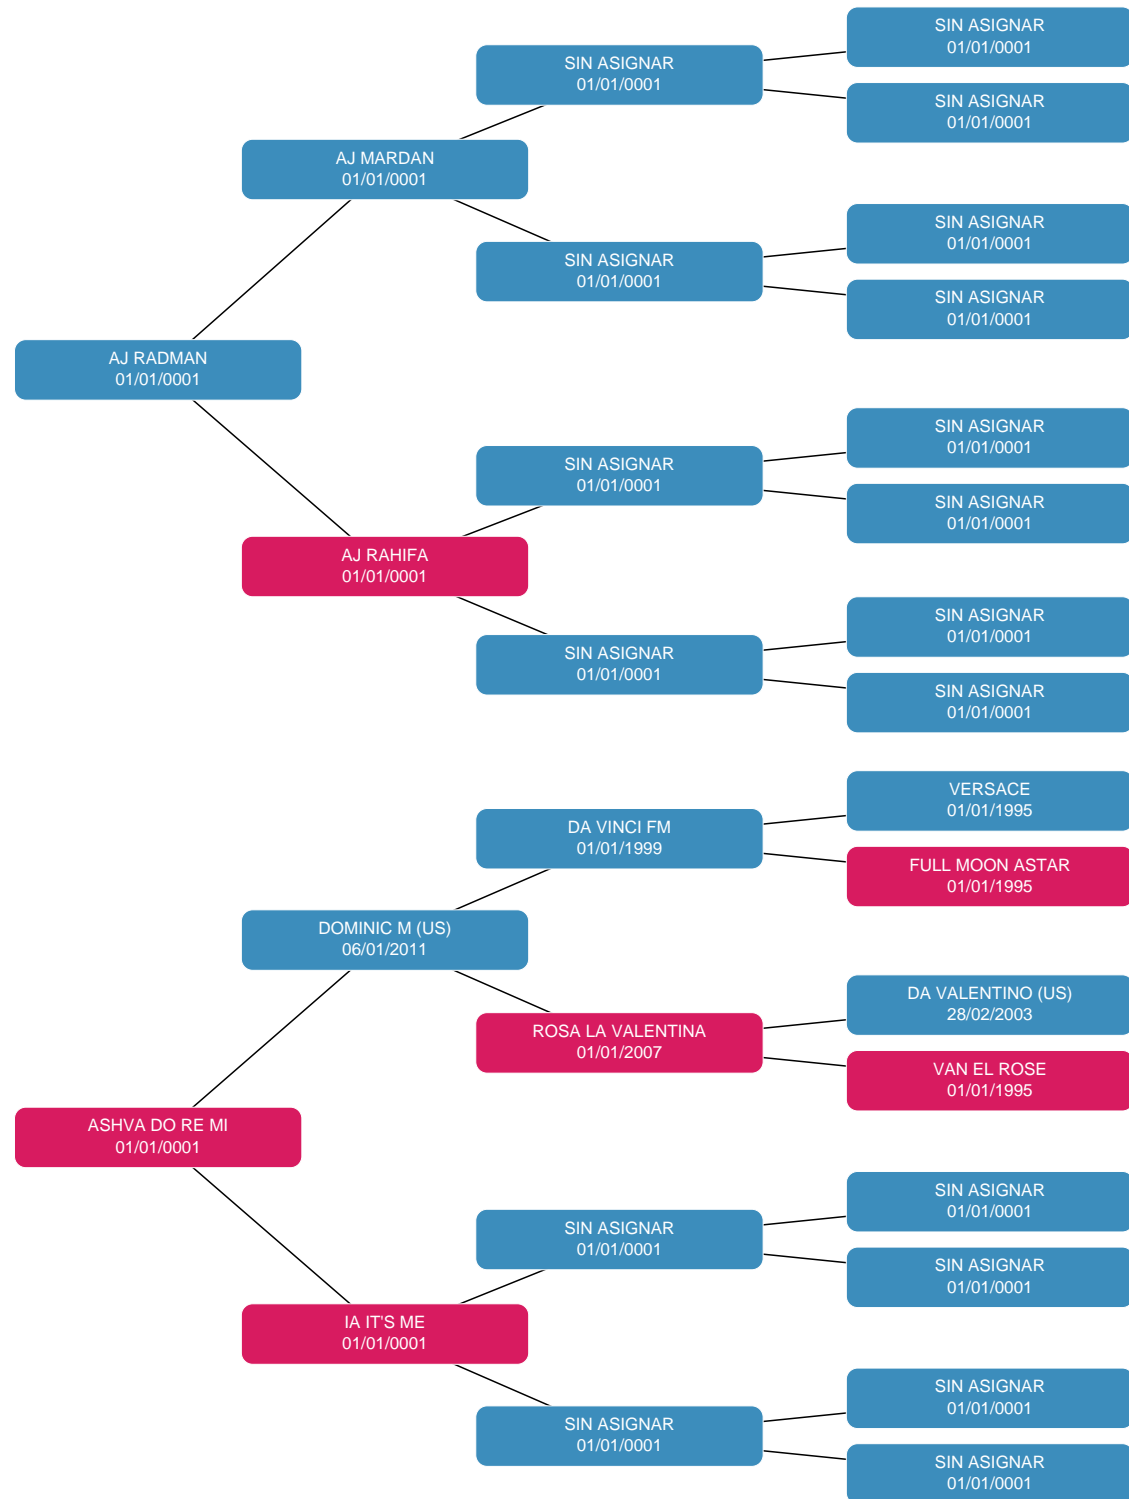 SIN ASIGNAR
01/01/0001
SIN ASIGNAR
01/01/0001
SIN ASIGNAR
01/01/0001
AJ MARDAN
01/01/0001
SIN ASIGNAR
01/01/0001
SIN ASIGNAR
01/01/0001
SIN ASIGNAR
01/01/0001
AJ RADMAN
01/01/0001
SIN ASIGNAR
01/01/0001
SIN ASIGNAR
01/01/0001
SIN ASIGNAR
01/01/0001
AJ RAHIFA
01/01/0001
SIN ASIGNAR
01/01/0001
SIN ASIGNAR
01/01/0001
SIN ASIGNAR
01/01/0001
VERSACE
01/01/1995
DA VINCI FM
01/01/1999
FULL MOON ASTAR
01/01/1995
DOMINIC M (US)
06/01/2011
DA VALENTINO (US)
28/02/2003
ROSA LA VALENTINA
01/01/2007
VAN EL ROSE
01/01/1995
ASHVA DO RE MI
01/01/0001
SIN ASIGNAR
01/01/0001
SIN ASIGNAR
01/01/0001
SIN ASIGNAR
01/01/0001
IA IT'S ME
01/01/0001
SIN ASIGNAR
01/01/0001
SIN ASIGNAR
01/01/0001
SIN ASIGNAR
01/01/0001